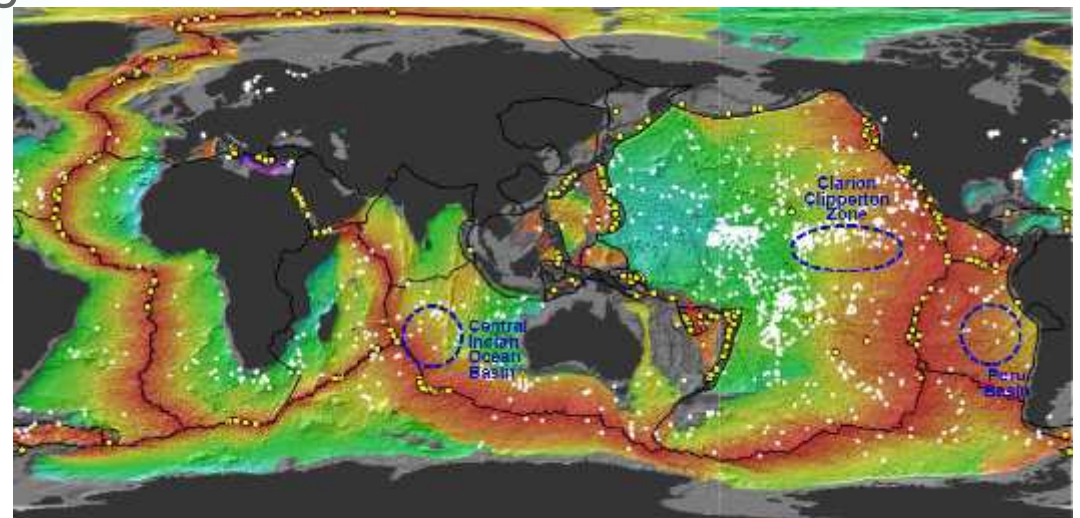 Clarion
Clipperton
Zone
Central
Indian
Ocean
Basin
Peru
Basin